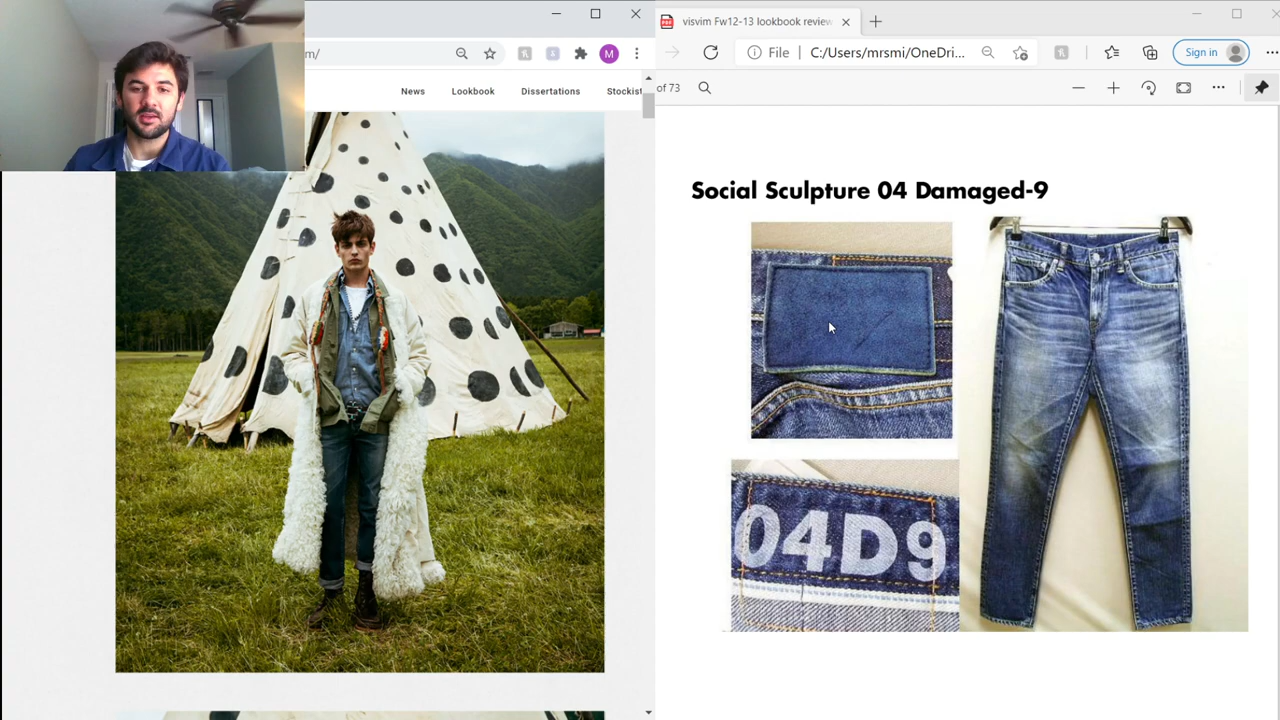 m/
M
News Lookbook Dissertations Stockist
visvim Fw12-13 lookbook review
File C:/Users/mrsmi/OneDri...
Sign in
of 73
Social Sculpture 04 Damaged-9
04D9